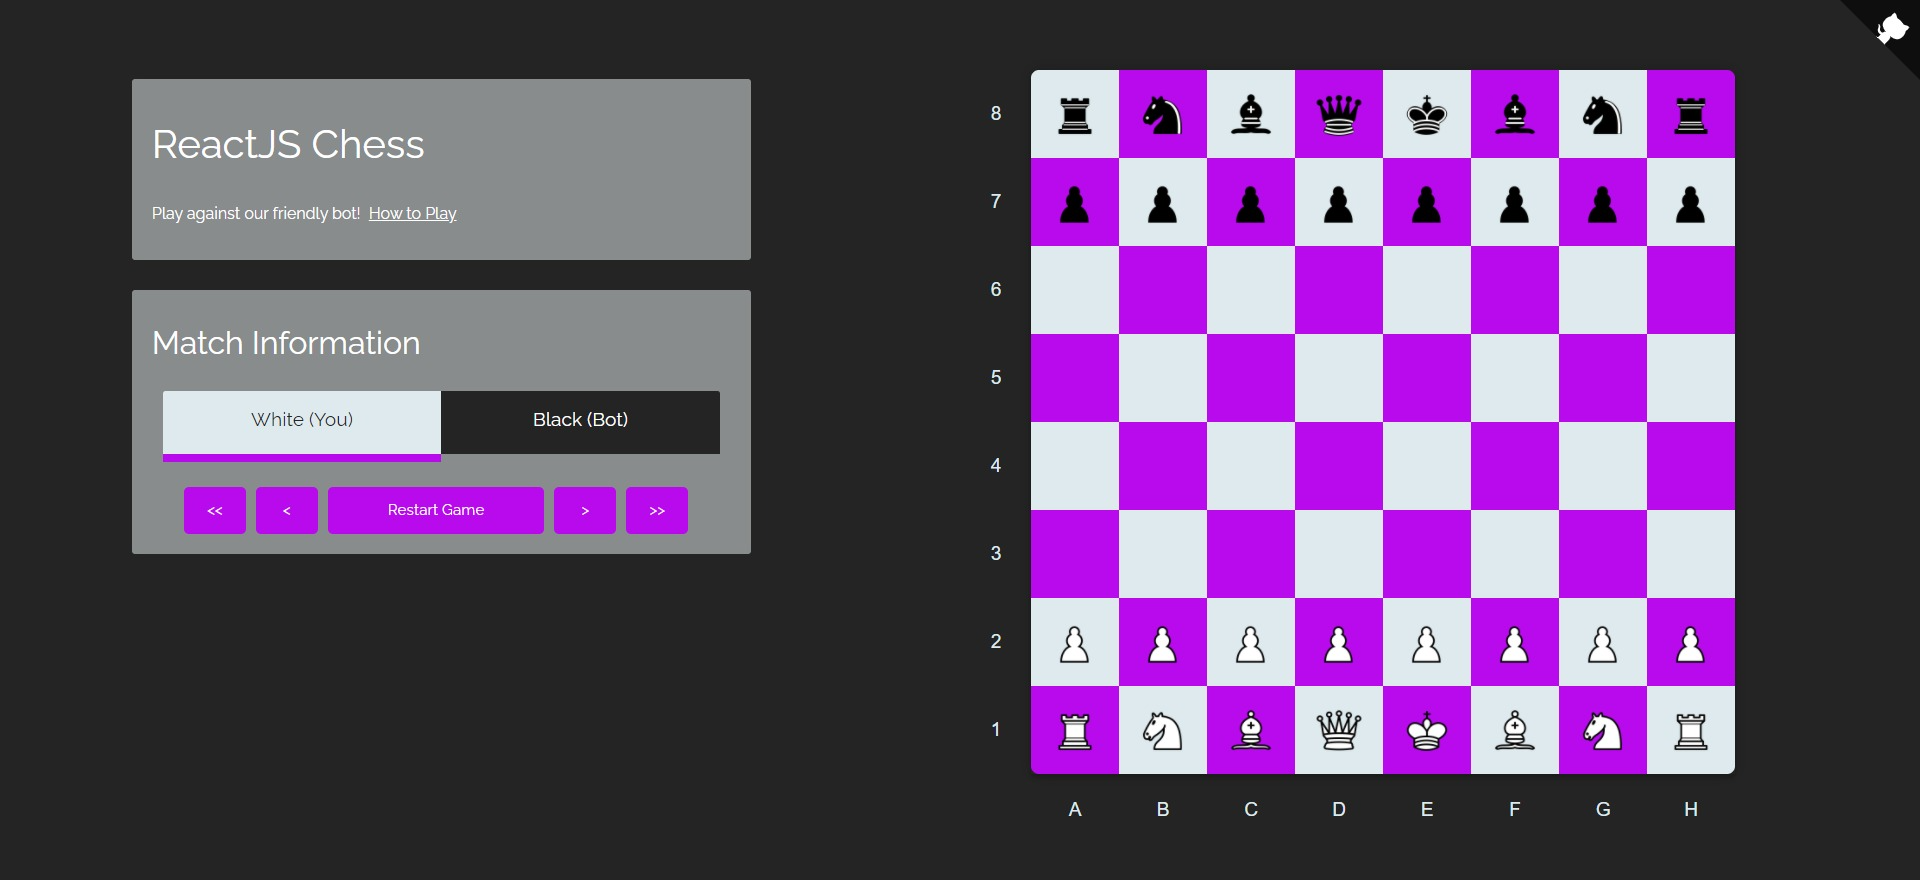 ReactJS Chess
Play against our friendly bot! How to Play
Match Information
White (You) Black (Bot)
<< < Restart Game > >>
8
7
6
5
4
3
2
1
A B C D E F G H